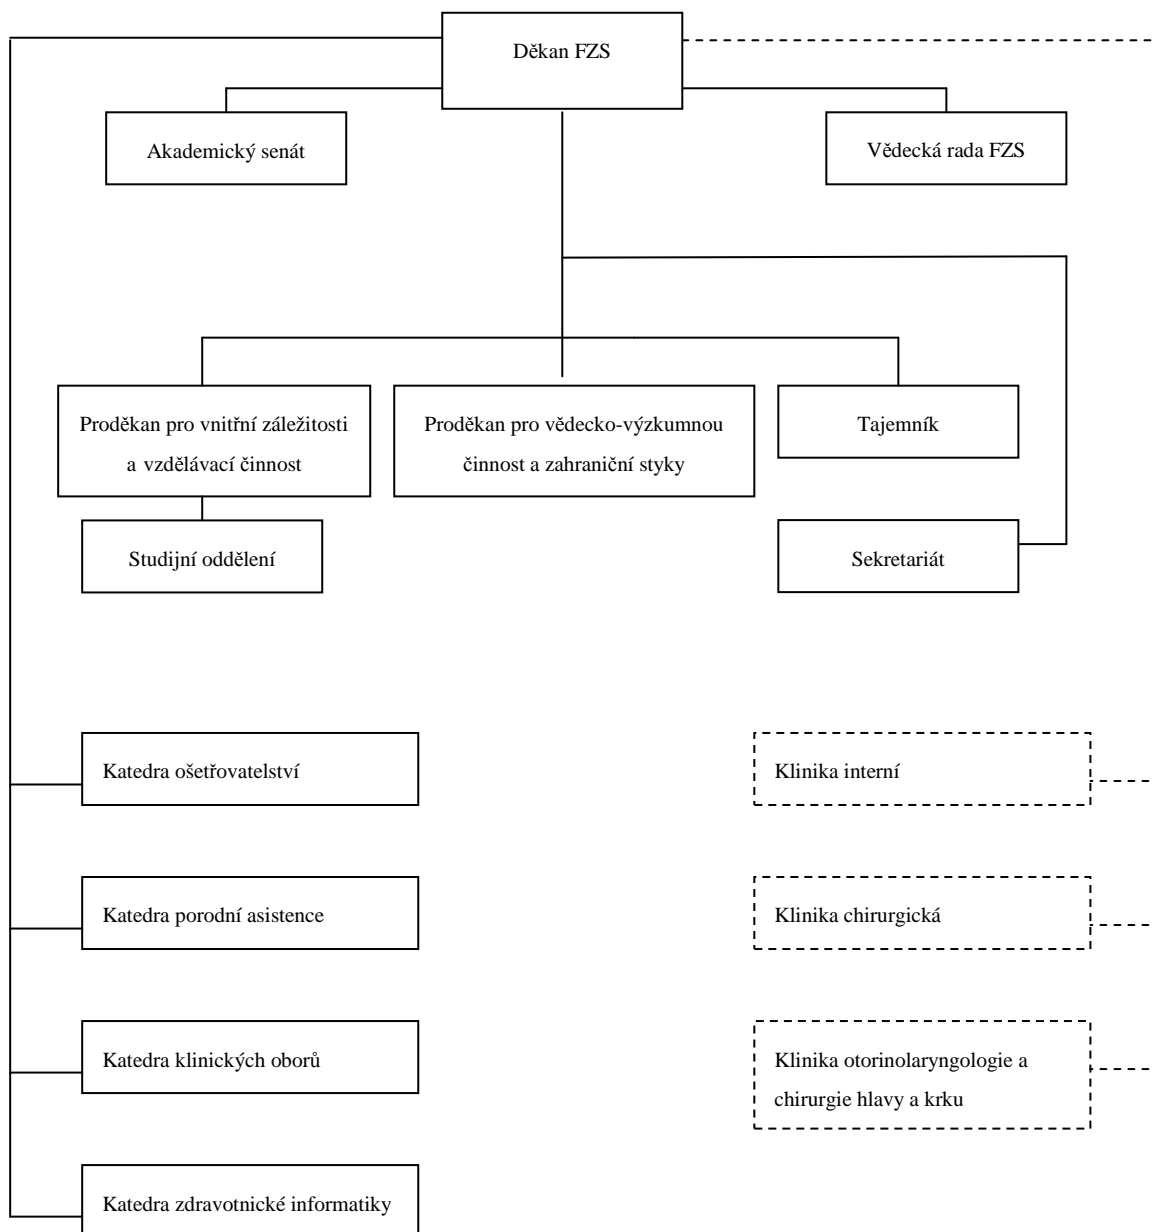 Děkan FZS
Akademický senát
Vědecká rada FZS
Proděkan pro vnitřní záležitosti
a vzdělávací činnost
Proděkan pro vědecko-výzkumnou
činnost a zahraniční styky
Tajemník
Studijní oddělení
Sekretariát
Katedra ošetřovatelství
Klinika interní
Katedra porodní asistence
Klinika chirurgická
Katedra klinických oborů
Klinika otorinolaryngologie a
chirurgie hlavy a krku
Katedra zdravotnické informatiky